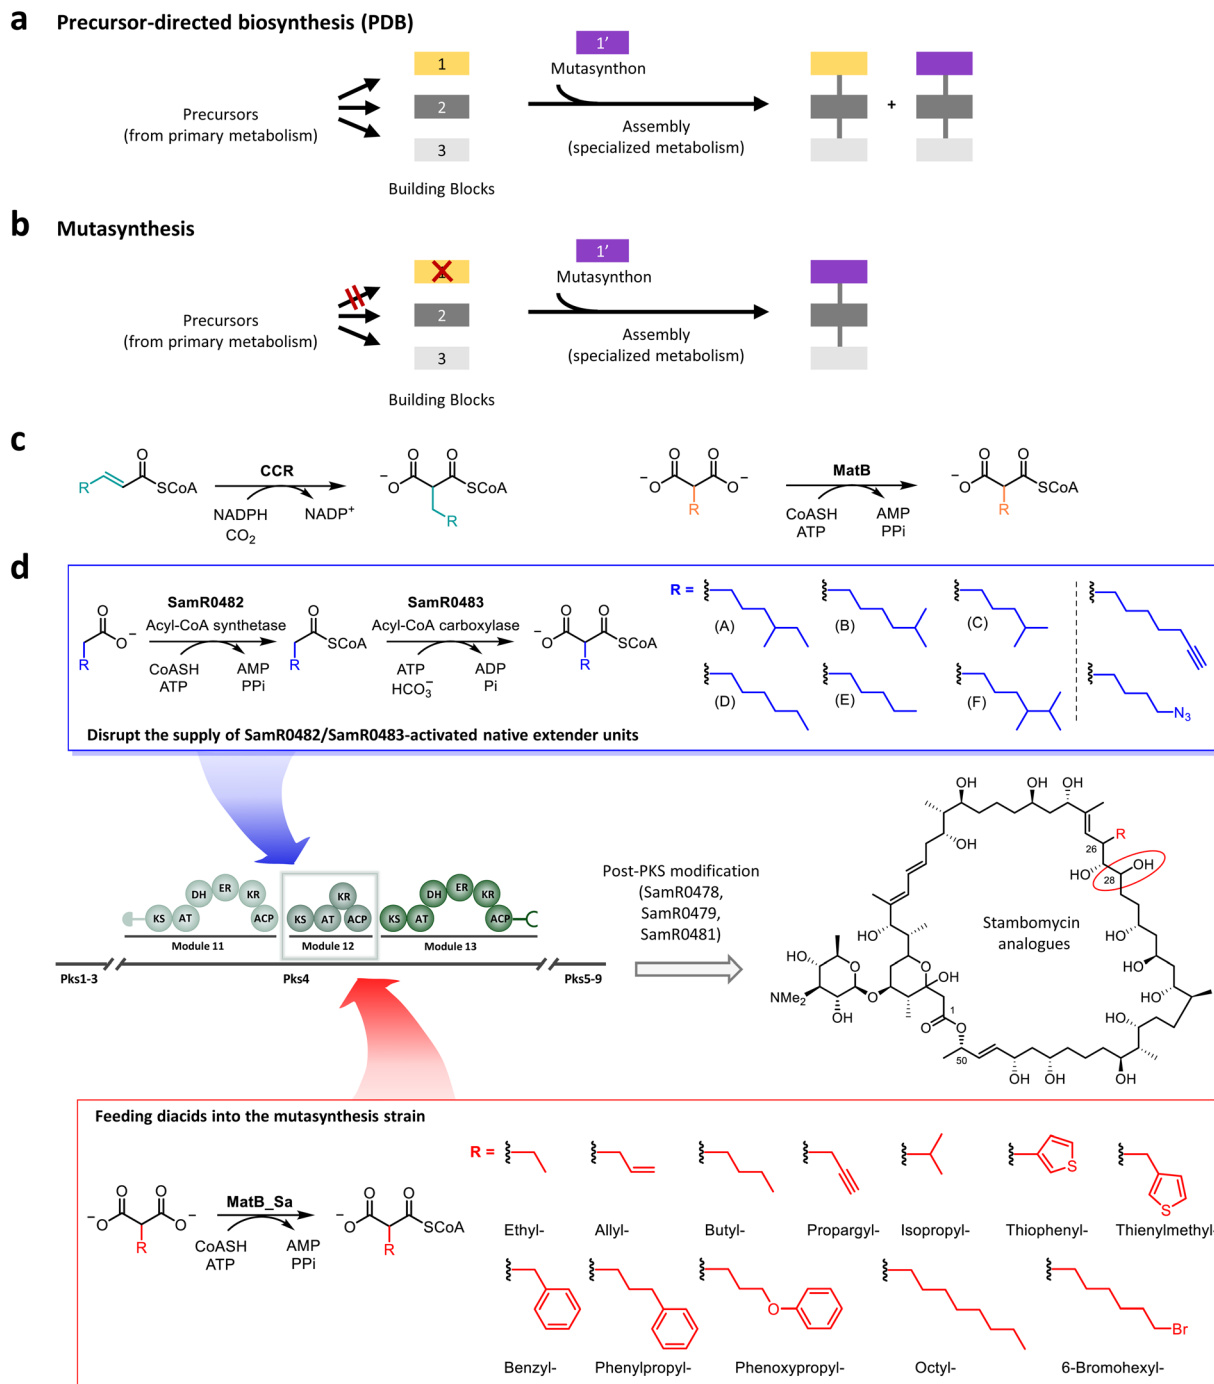 a Precursor-directed biosynthesis (PDB)
1 1’
Mutasynthon
Precursors
(from primary metabolism)
2 +
Assembly
(specialized metabolism)
3
Building Blocks
b Mutasynthesis
1’
Mutasynthon
Precursors
(from primary metabolism)
2
Assembly
(specialized metabolism)
3
Building Blocks
c
R O SCoA
CCR
NADPH NADP⁺
CO₂
⁻O O O SCoA R
⁻O O O O⁻ R
MatB
CoASH AMP
ATP PPi
⁻O O O SCoA R
d
O O⁻ R
SamR0482
Acyl-CoA synthetase
CoASH AMP
ATP PPi
O SCoA R
SamR0483
Acyl-CoA carboxylase
ATP ADP
HCO₃⁻ Pi
⁻O O O SCoA R
R =
(A) (B) (C)
(D) (E) (F) N₃
Disrupt the supply of SamR0482/SamR0483-activated native extender units
KS AT DH ER KR ACP
KS AT KR ACP
KS AT DH ER KR ACP
Module 11 Module 12 Module 13
Pks1-3 Pks4 Pks5-9
Post-PKS modification
(SamR0478,
SamR0479,
SamR0481)
OH OH OH
OH R
26
HO OH
28
Stambomycin
analogues
OH
HO
OH
HO
HO
HO
O
HO O OH
NMe₂ O
OH
1
O O
50
HO
OH OH OH
Feeding diacids into the mutasynthesis strain
⁻O O O O⁻ R
MatB_Sa
CoASH AMP
ATP PPi
⁻O O O SCoA R
R =
S S
Ethyl- Allyl- Butyl- Propargyl- Isopropyl- Thiophenyl- Thienylmethyl-
O Br
Benzyl- Phenylpropyl- Phenoxypropyl- Octyl- 6-Bromohexyl-